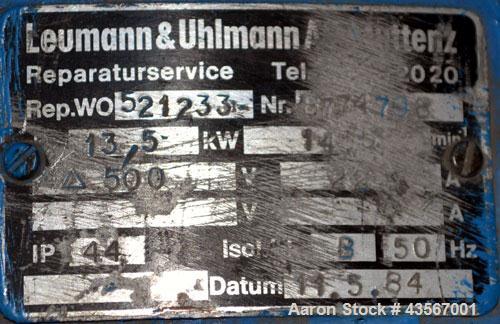 Leumann & Uhlmann
Reparaturservice Tel 2020
Rep.WO 521233- Nr.
13,5 kW
△ 500 V A
V A
IP 44 Isol. B 50 Hz
Datum 11.5.84
Aaron Stock # 43567001